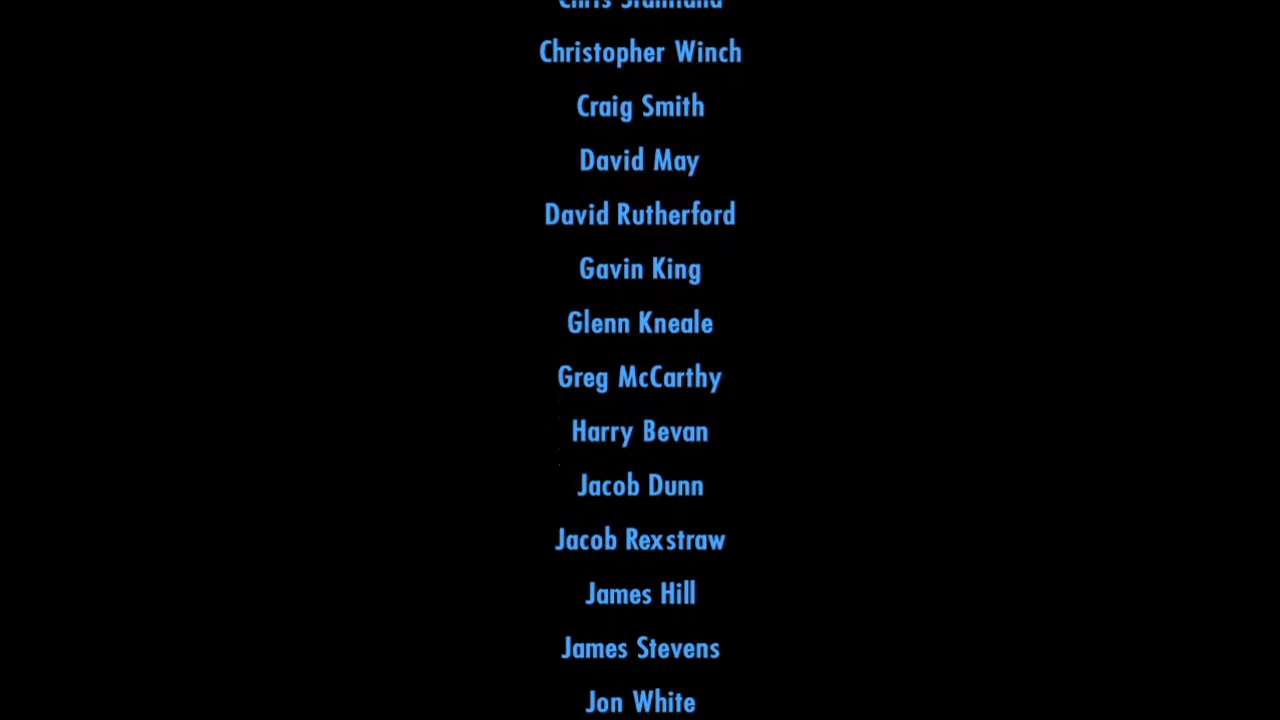 Christopher Winch
Craig Smith
David May
David Rutherford
Gavin King
Glenn Kneale
Greg McCarthy
Harry Bevan
Jacob Dunn
Jacob Rexstraw
James Hill
James Stevens
Jon White